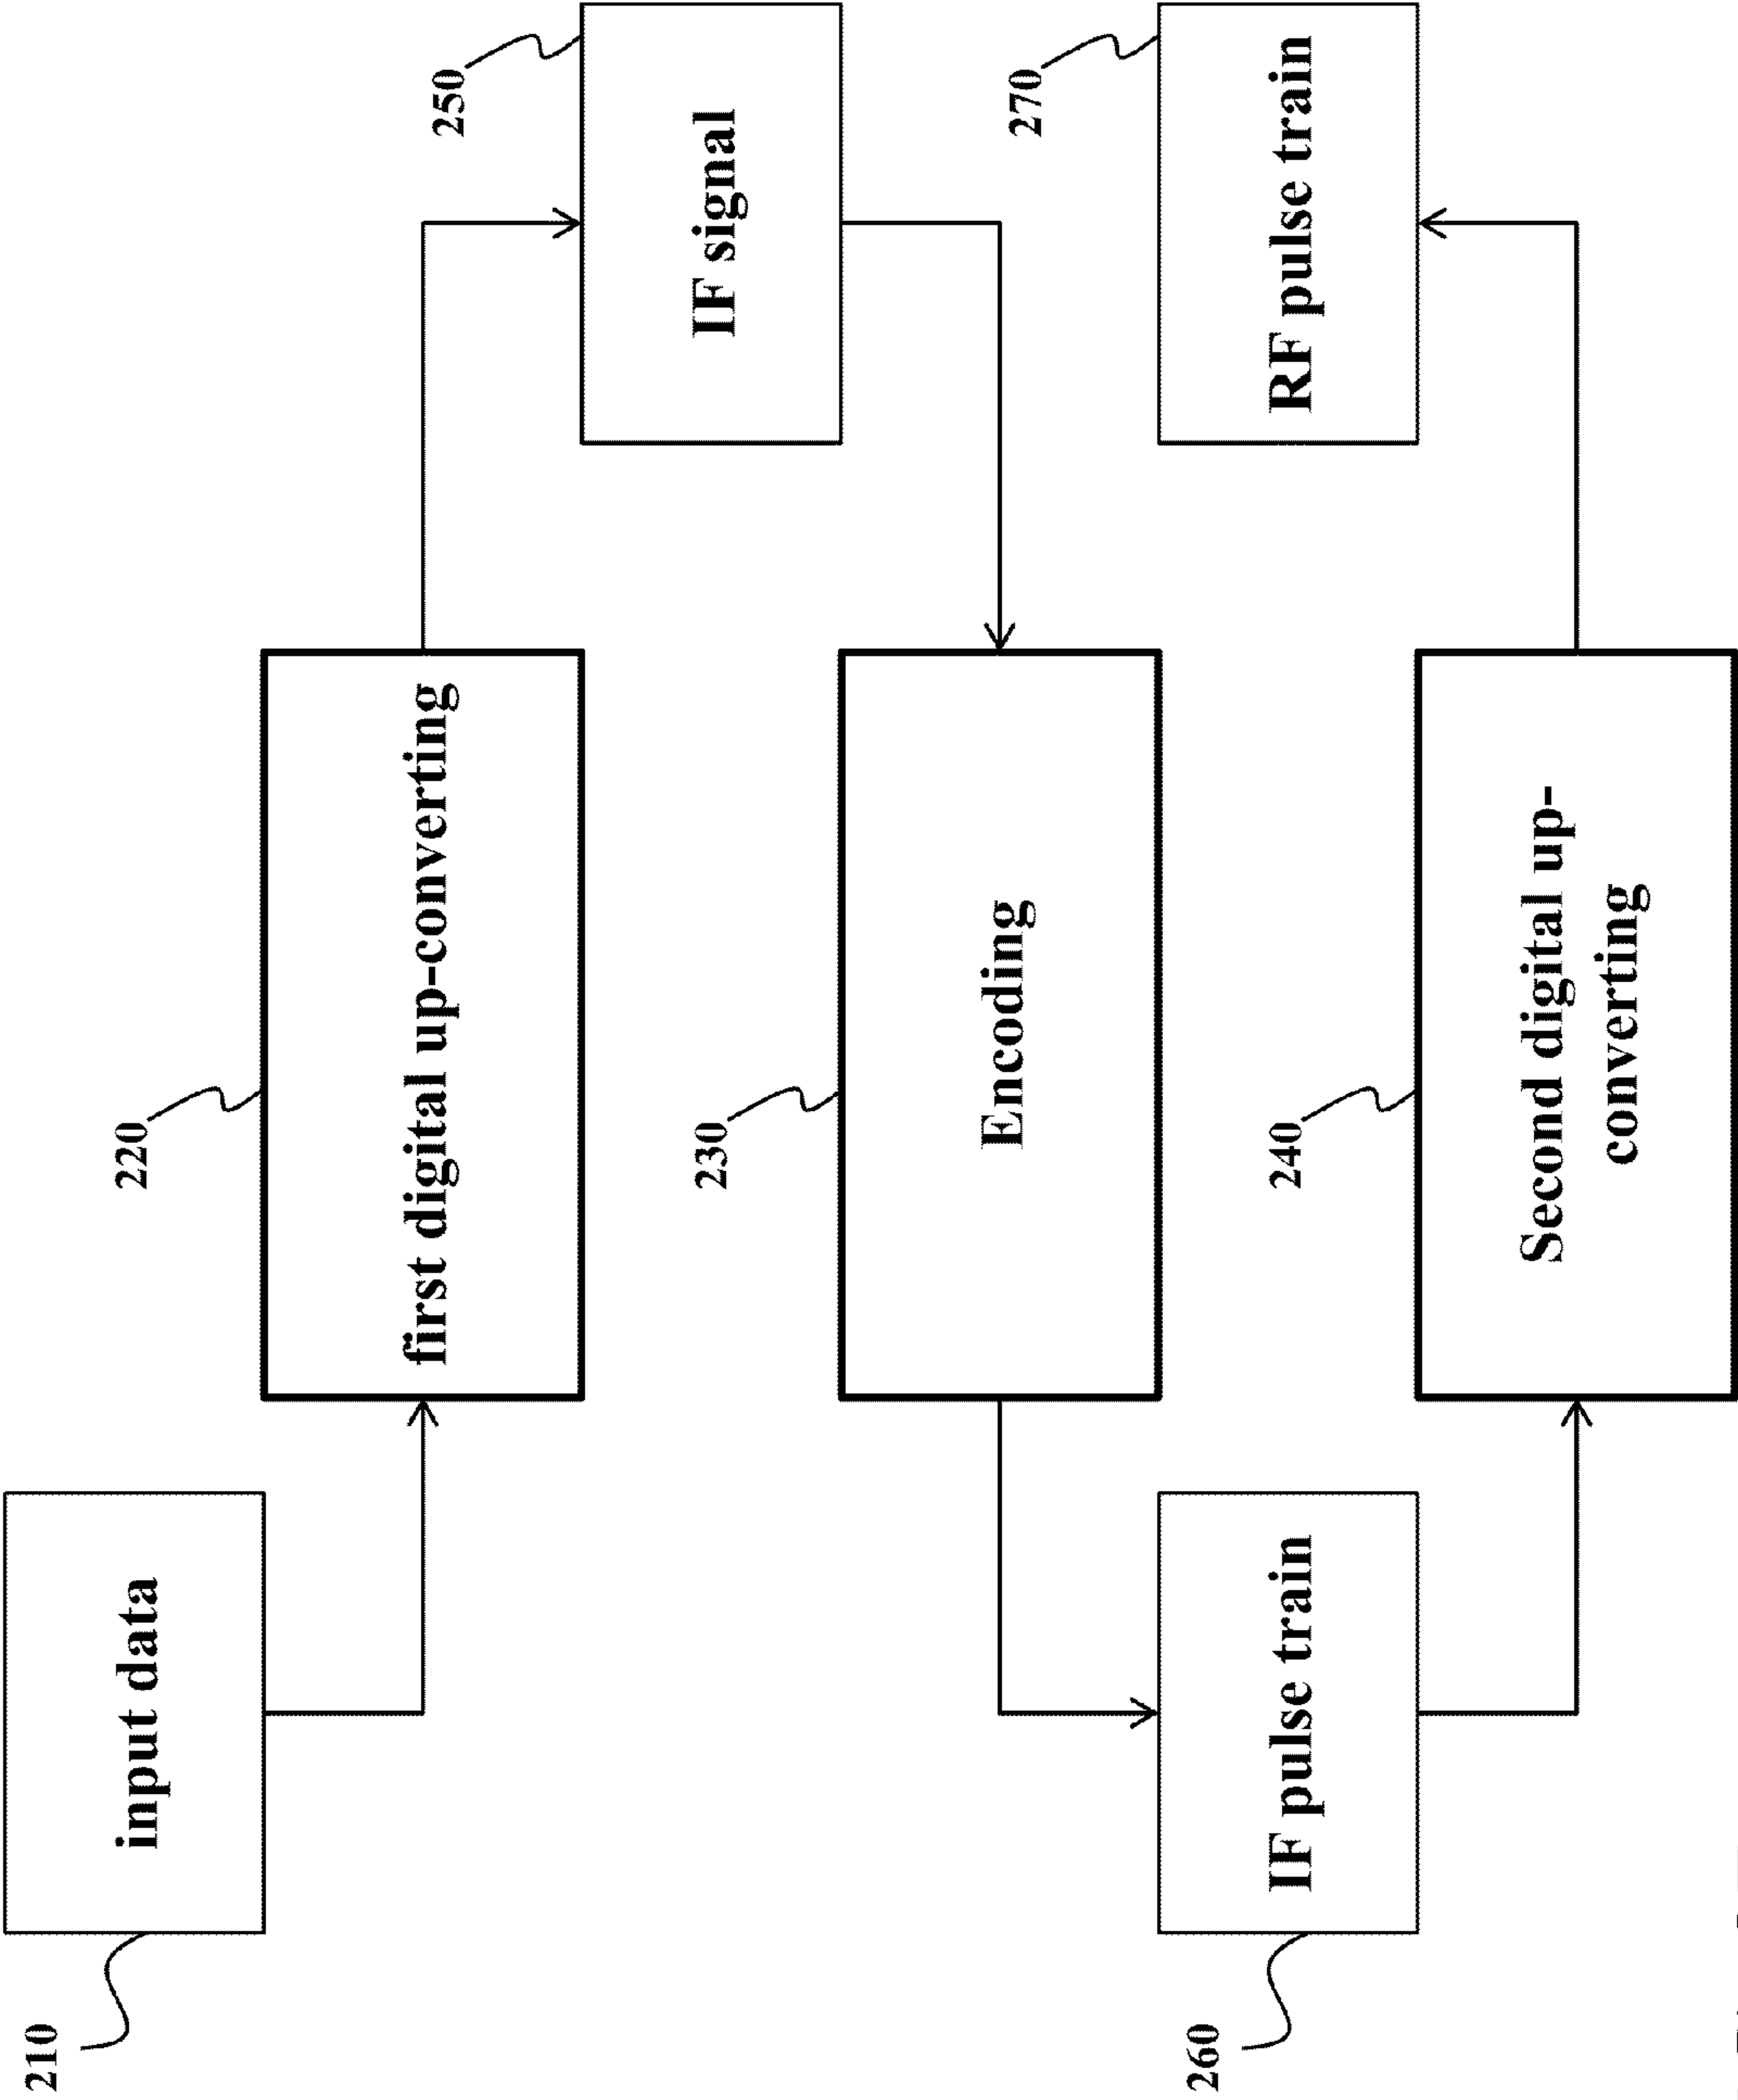 210
input data
220
first digital up-converting
250
IF signal
230
Encoding
260
IF pulse train
240
Second digital up-
converting
270
RF pulse train